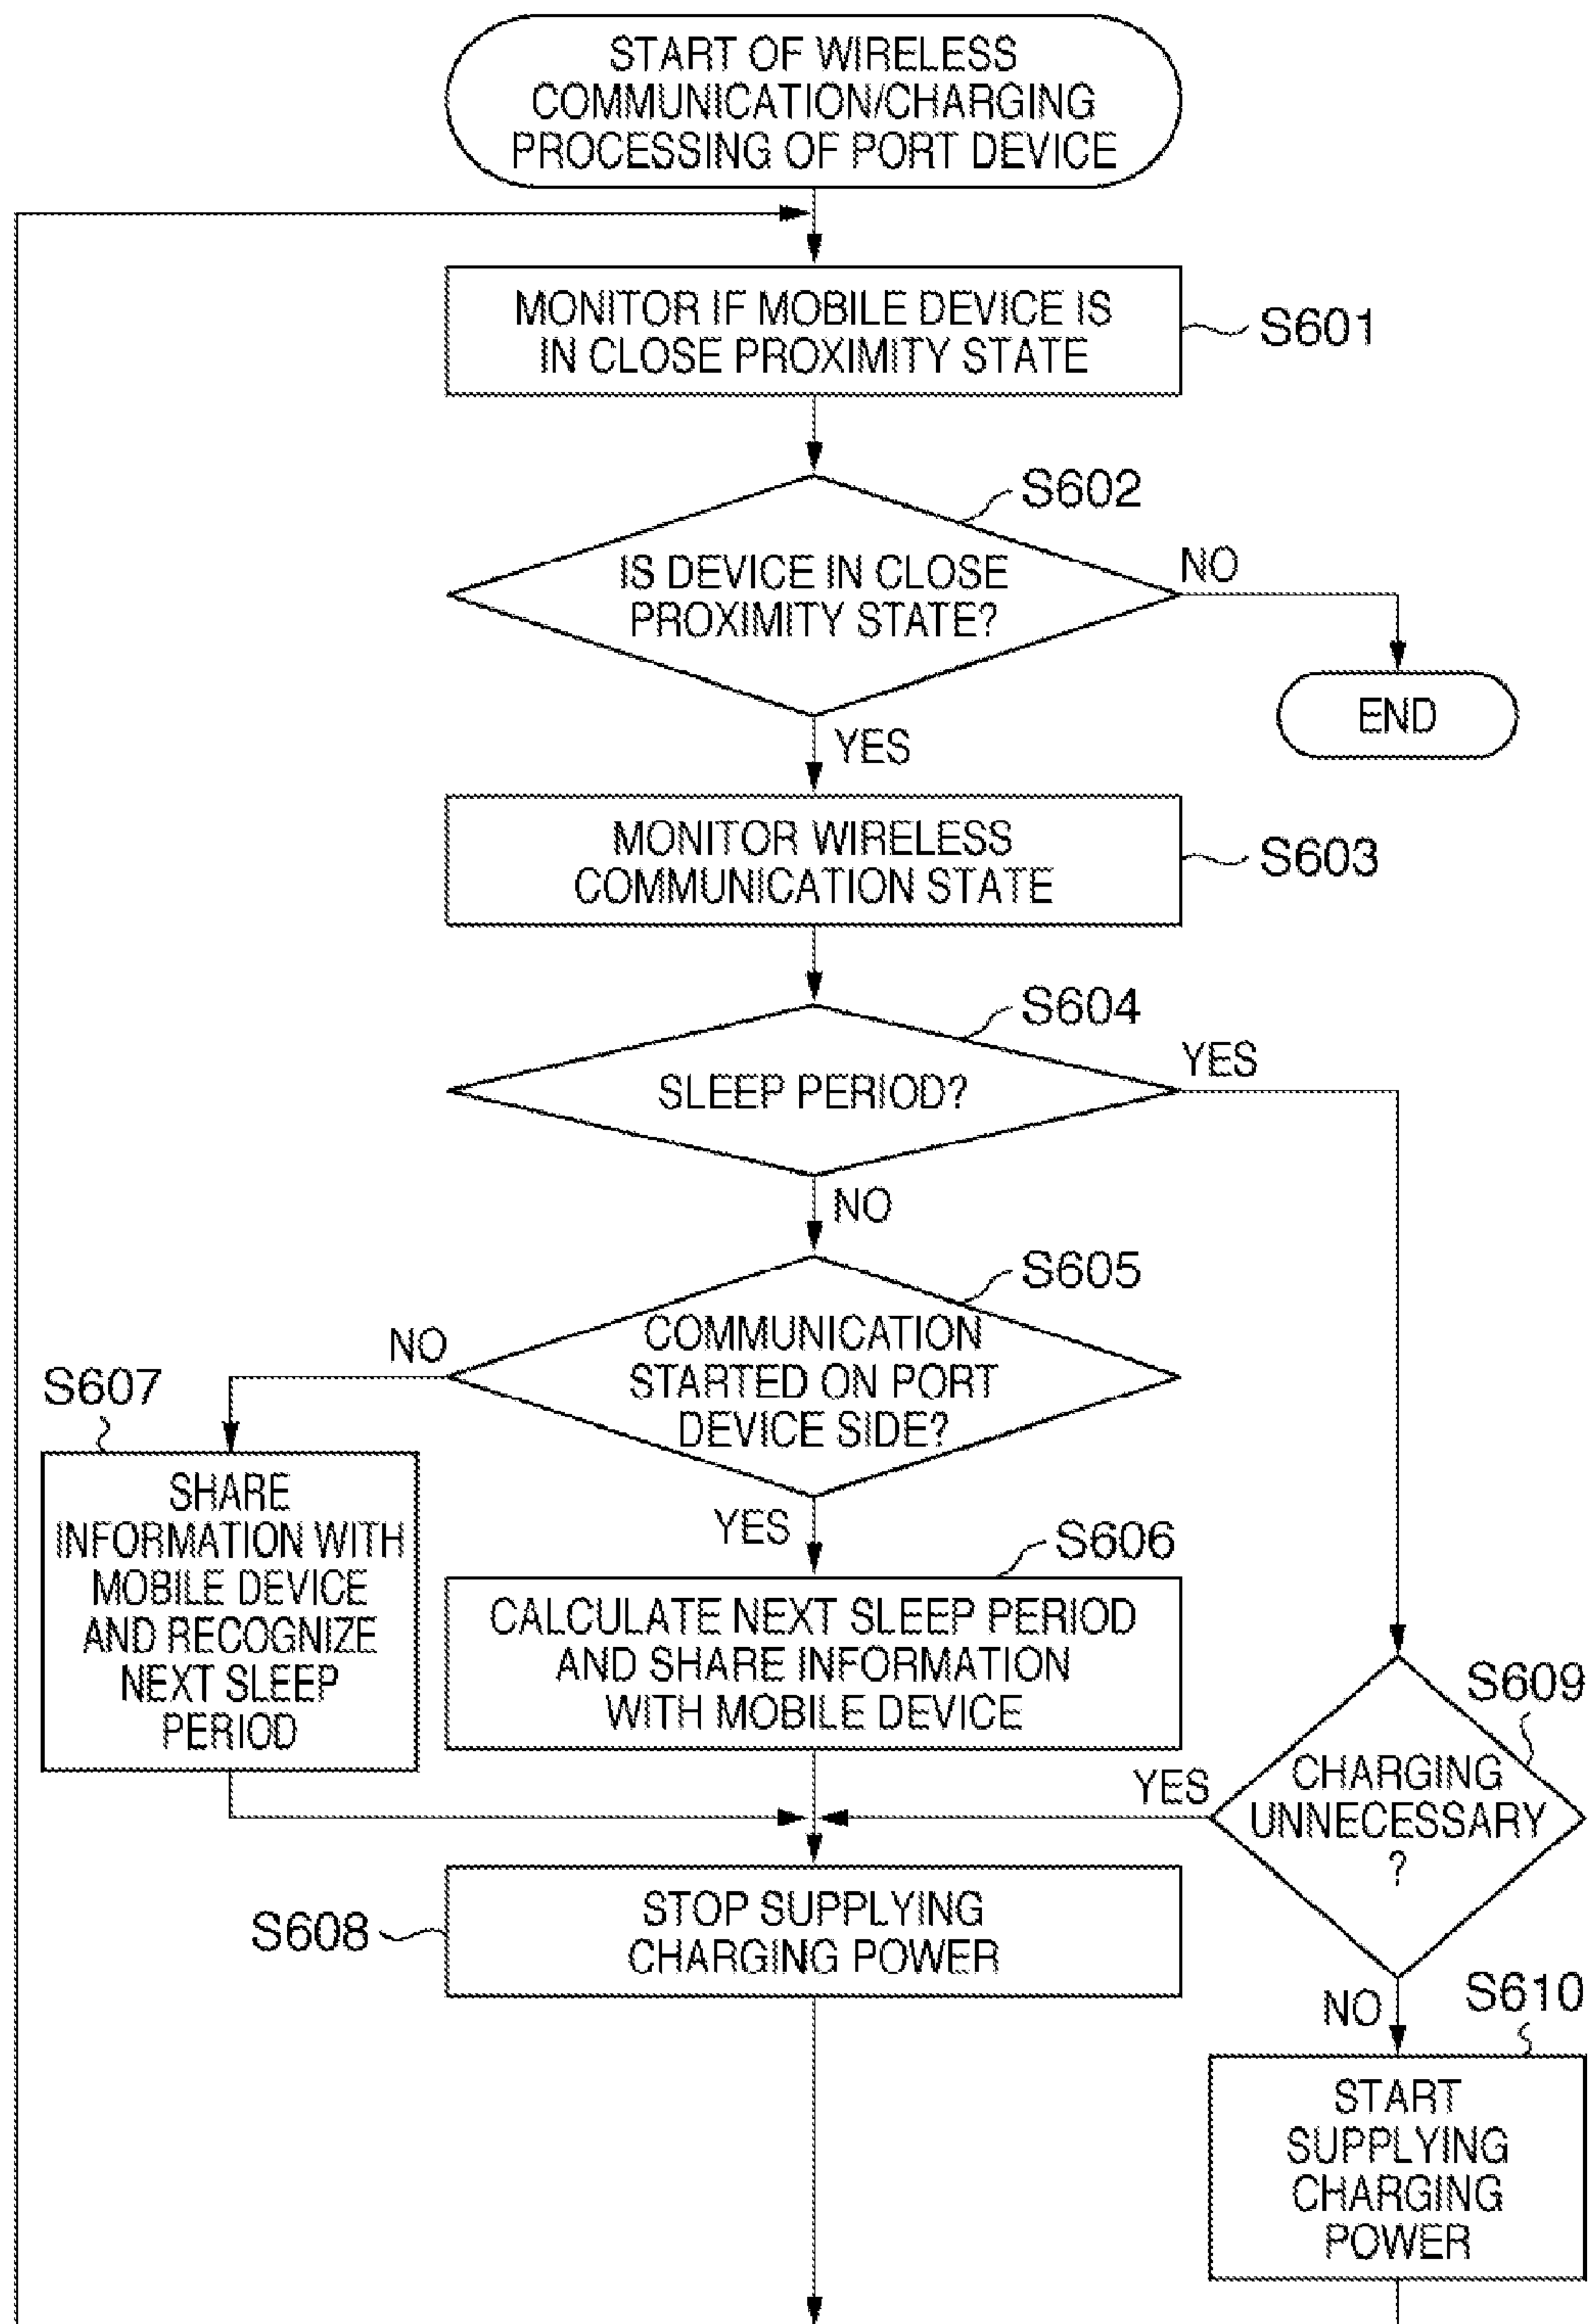 START OF WIRELESS
COMMUNICATION/CHARGING
PROCESSING OF PORT DEVICE
MONITOR IF MOBILE DEVICE IS
IN CLOSE PROXIMITY STATE
S601
S602
IS DEVICE IN CLOSE
PROXIMITY STATE?
NO
END
YES
MONITOR WIRELESS
COMMUNICATION STATE
S603
S604
SLEEP PERIOD?
YES
NO
S605
COMMUNICATION
STARTED ON PORT
DEVICE SIDE?
NO
S607
SHARE
INFORMATION WITH
MOBILE DEVICE
AND RECOGNIZE
NEXT SLEEP
PERIOD
YES
S606
CALCULATE NEXT SLEEP PERIOD
AND SHARE INFORMATION
WITH MOBILE DEVICE
S609
CHARGING
UNNECESSARY
?
YES
S608
STOP SUPPLYING
CHARGING POWER
NO
S610
START
SUPPLYING
CHARGING
POWER